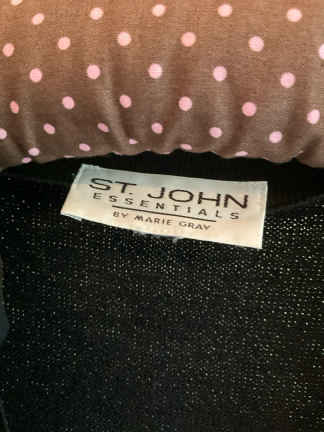 ST. JOHN
ESSENTIALS
BY MARIE GRAY